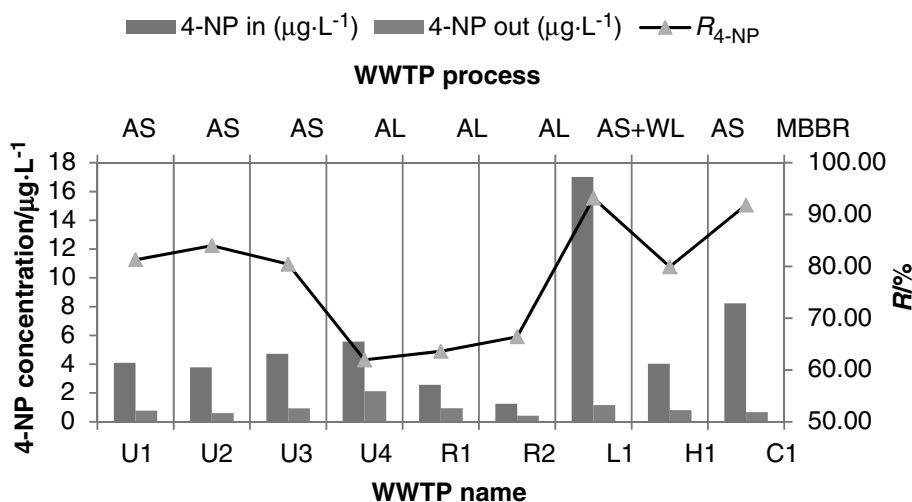 4-NP in (µg·L-1) 4-NP out (µg·L-1) R4-NP
WWTP process
AS AS AS AL AL AL AS+WL AS MBBR
4-NP concentration/µg·L-1
18 100.00
16
14 90.00
12
10 80.00
8
6 70.00
4 60.00
2
0 50.00
R/%
U1 U2 U3 U4 R1 R2 L1 H1 C1
WWTP name